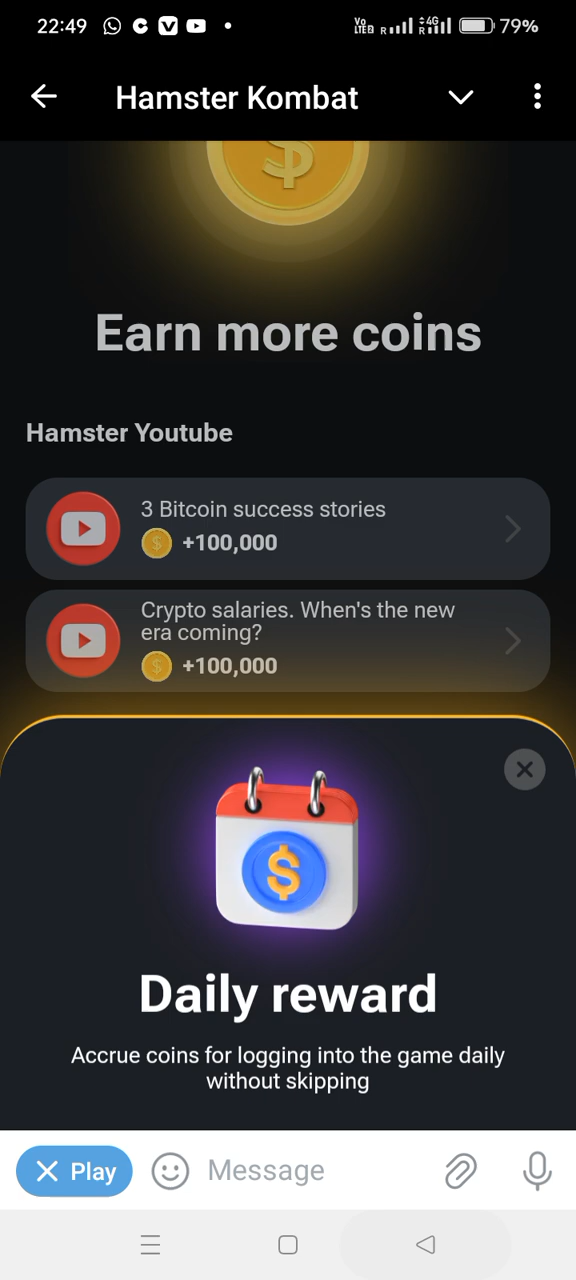 22:49
79%
Hamster Kombat
Earn more coins
Hamster Youtube
3 Bitcoin success stories
+100,000
Crypto salaries. When's the new
era coming?
+100,000
Daily reward
Accrue coins for logging into the game daily
without skipping
Play
Message